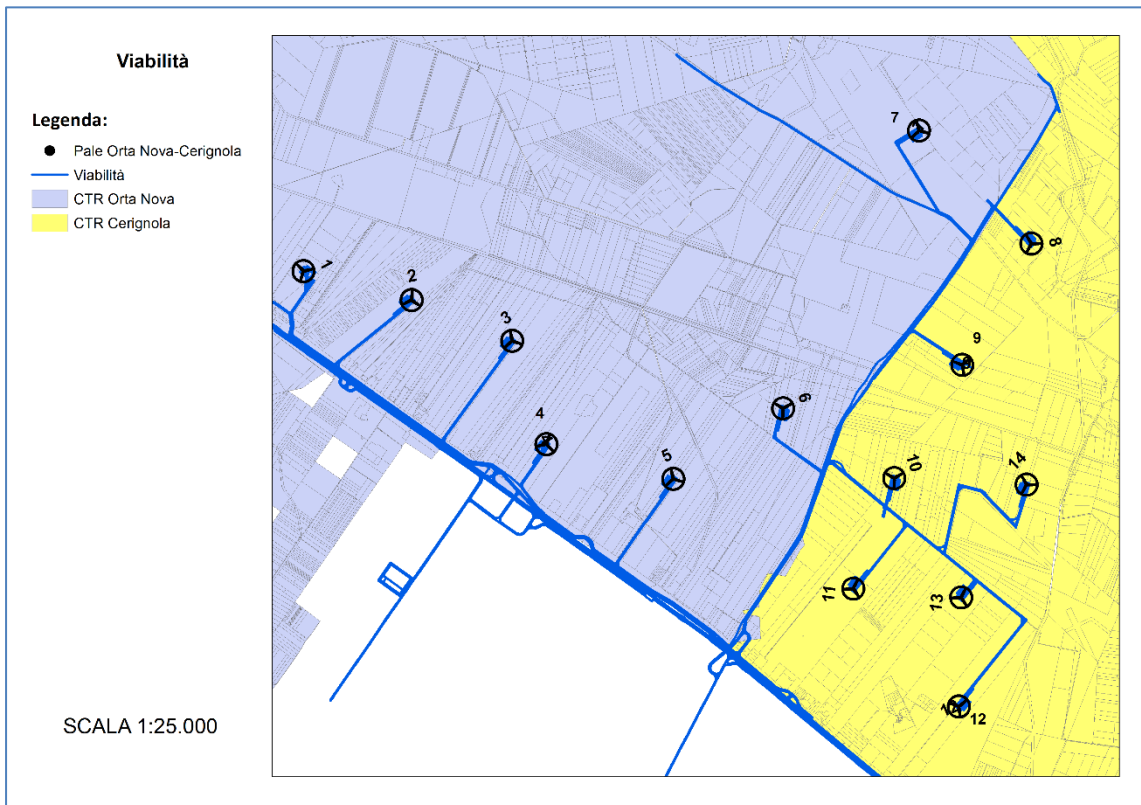 Viabilità
Legenda:
Pale Orta Nova-Cerignola
Viabilità
CTR Orta Nova
CTR Cerignola
SCALA 1:25.000
7
8
1
2
3
9
6
4
5
10
14
11
13
12